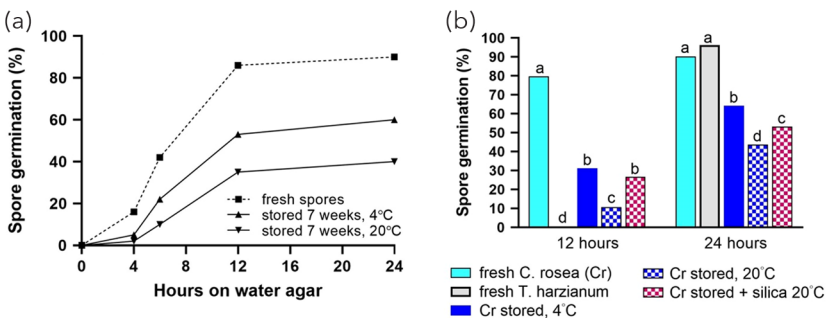 (a)
Spore germination (%)
100
80
60
40
20
0
0
4
8
12
16
20
24
Hours on water agar
fresh spores
stored 7 weeks, 4°C
stored 7 weeks, 20°C
(b)
Spore germination (%)
100
90
80
70
60
50
40
30
20
10
0
a
d
b
c
b
a
a
b
d
c
12 hours
24 hours
fresh C. rosea (Cr)
fresh T. harzianum
Cr stored, 4°C
Cr stored, 20°C
Cr stored + silica 20°C